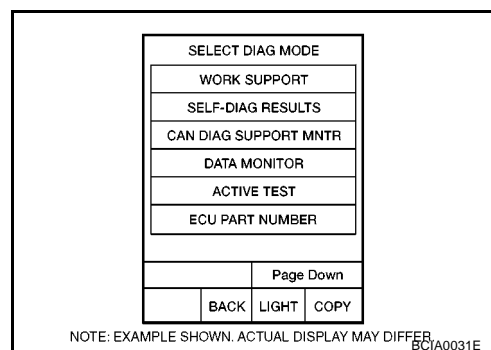 SELECT DIAG MODE
WORK SUPPORT
SELF-DIAG RESULTS
CAN DIAG SUPPORT MNTR
DATA MONITOR
ACTIVE TEST
ECU PART NUMBER
Page Down
BACK LIGHT COPY
NOTE: EXAMPLE SHOWN. ACTUAL DISPLAY MAY DIFFER
BCIA0031E